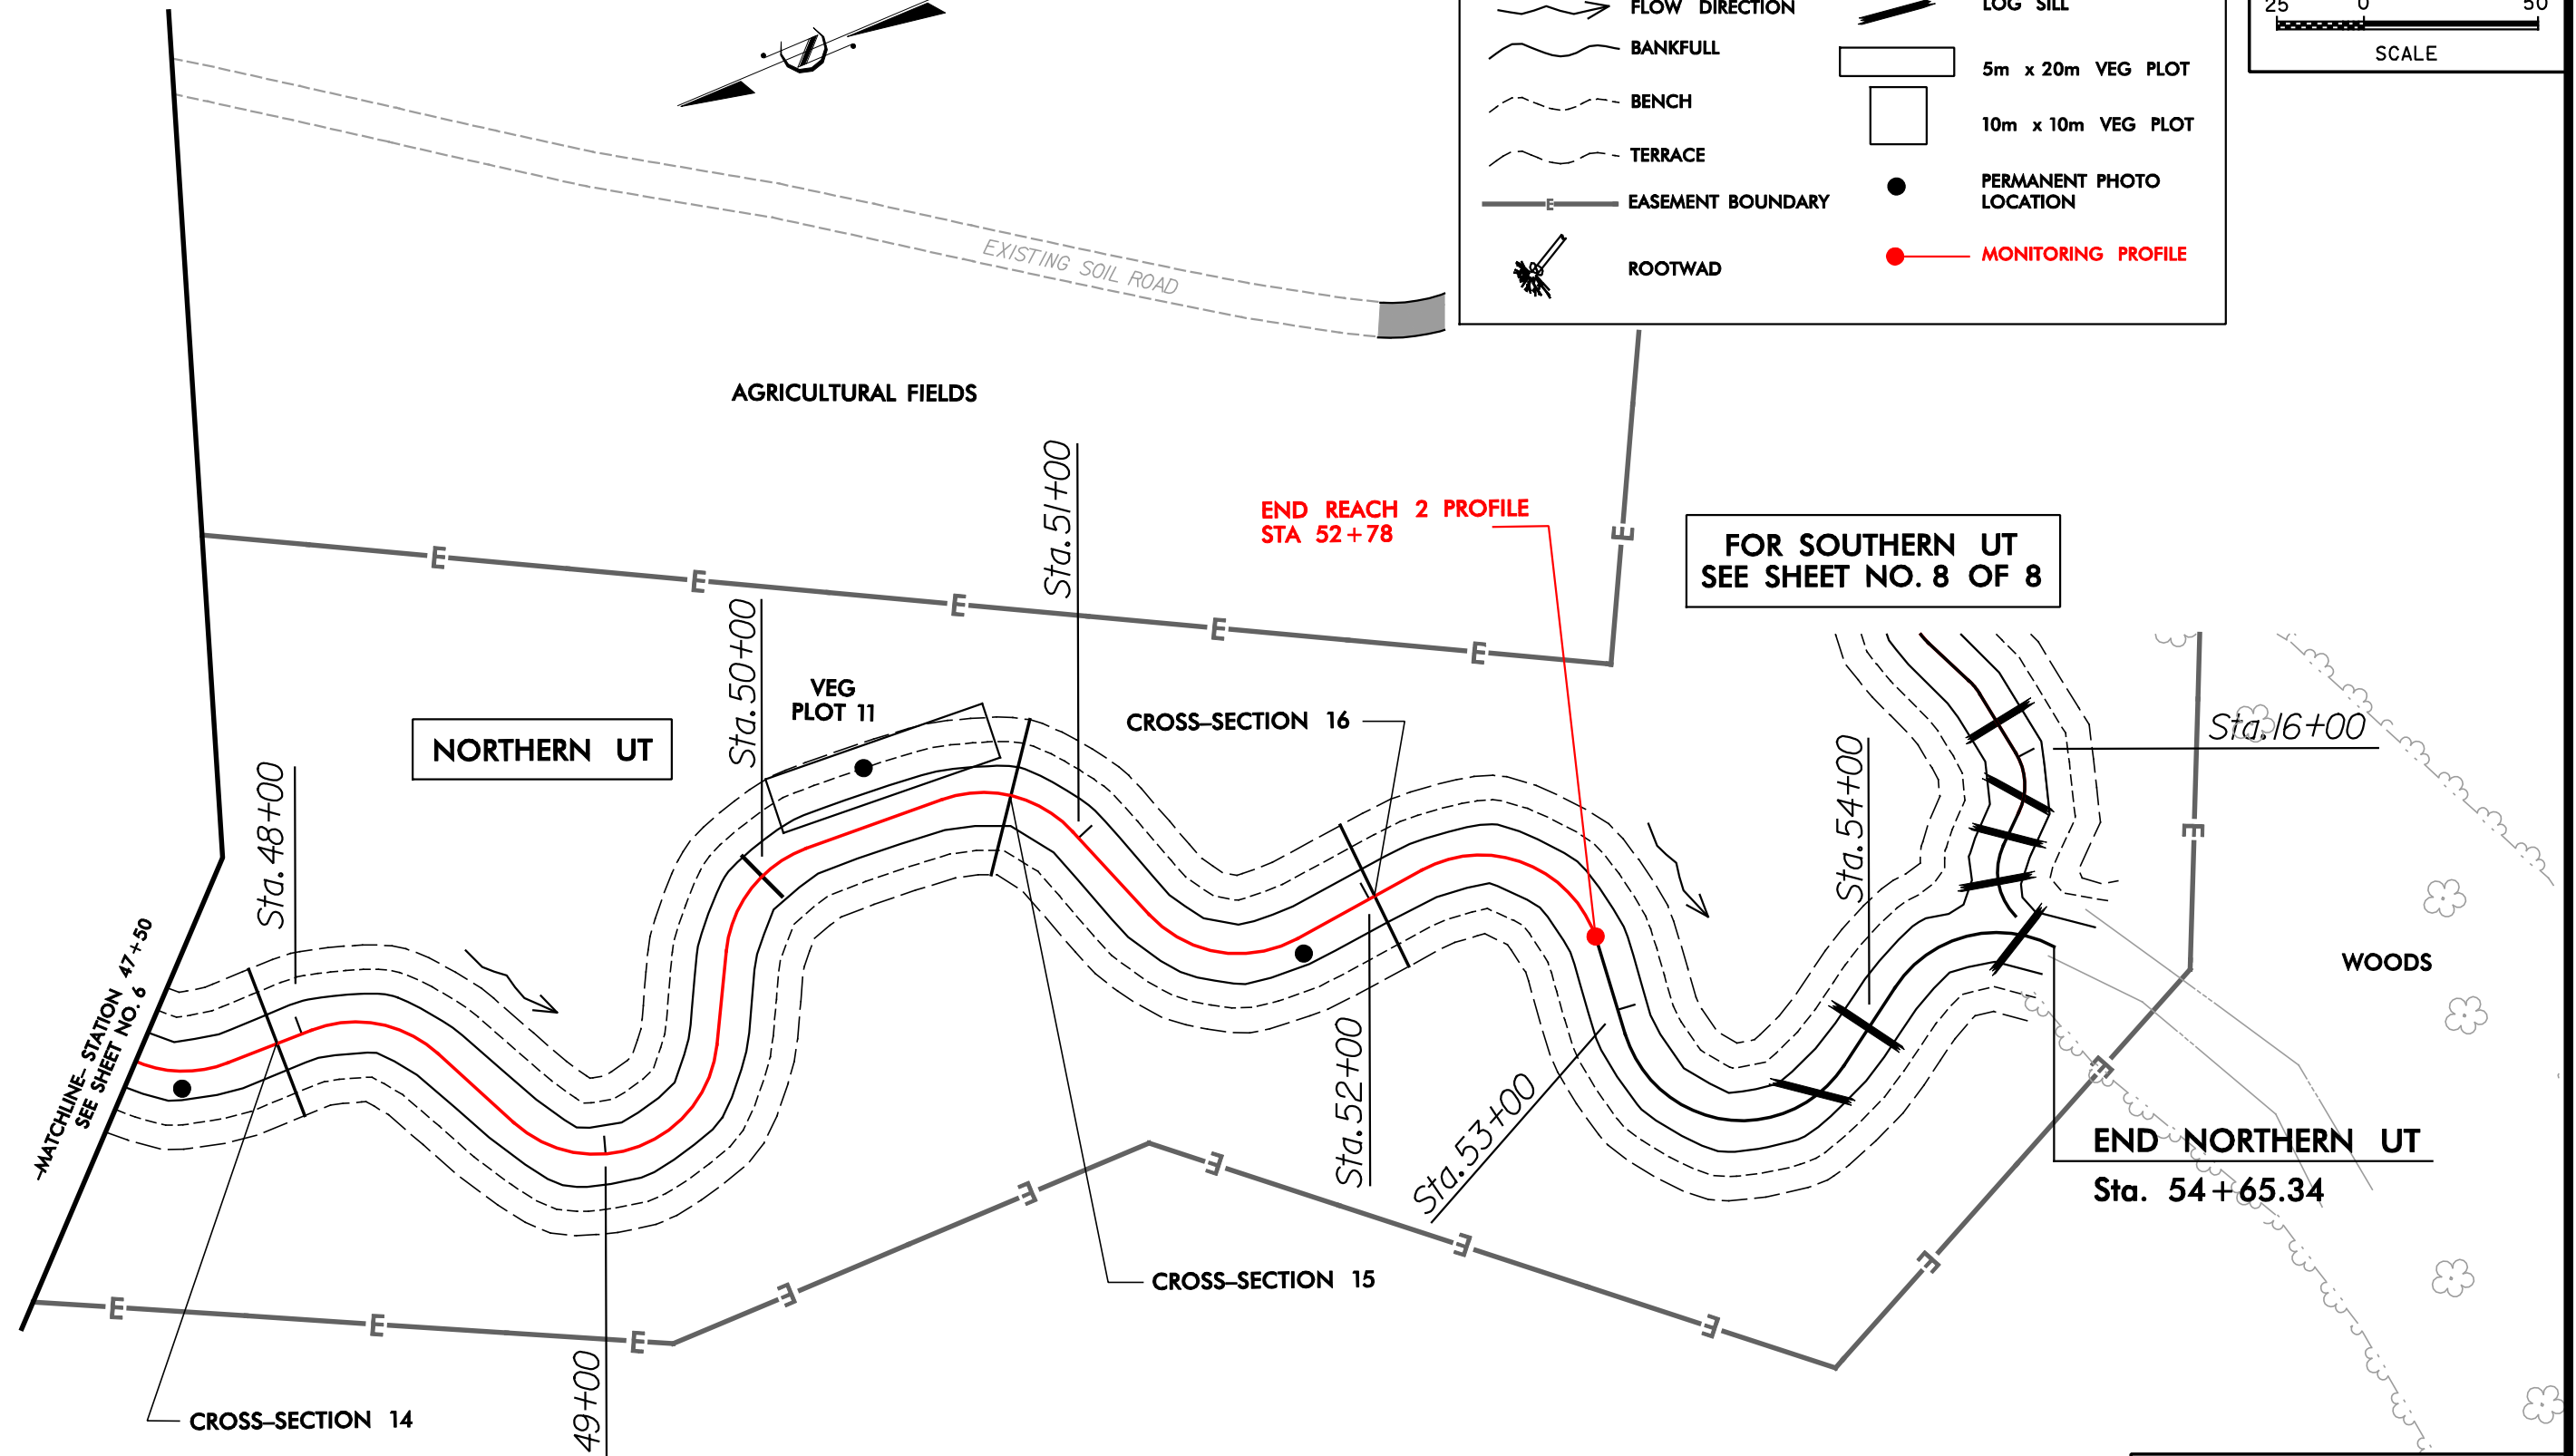 FLOW DIRECTION
BANKFULL
BENCH
TERRACE
E
EASEMENT BOUNDARY
ROOTWAD
LOG SILL
5m x 20m VEG PLOT
10m x 10m VEG PLOT
PERMANENT PHOTO
LOCATION
MONITORING PROFILE
25 0 50
SCALE
EXISTING SOIL ROAD
AGRICULTURAL FIELDS
Sta.51+00
END REACH 2 PROFILE
STA 52+78
FOR SOUTHERN UT
SEE SHEET NO. 8 OF 8
E
E
E
E
E
E
Sta.50+00
VEG
PLOT 11
CROSS-SECTION 16
NORTHERN UT
Sta.48+00
Sta.54+00
Sta.16+00
E
WOODS
MATCHLINE- STATION 47+50
SEE SHEET NO. 6
Sta.52+00
Sta.53+00
E
END NORTHERN UT
Sta. 54+65.34
E
E
E
E
E
E
CROSS-SECTION 15
E
E
E
49+00
CROSS-SECTION 14